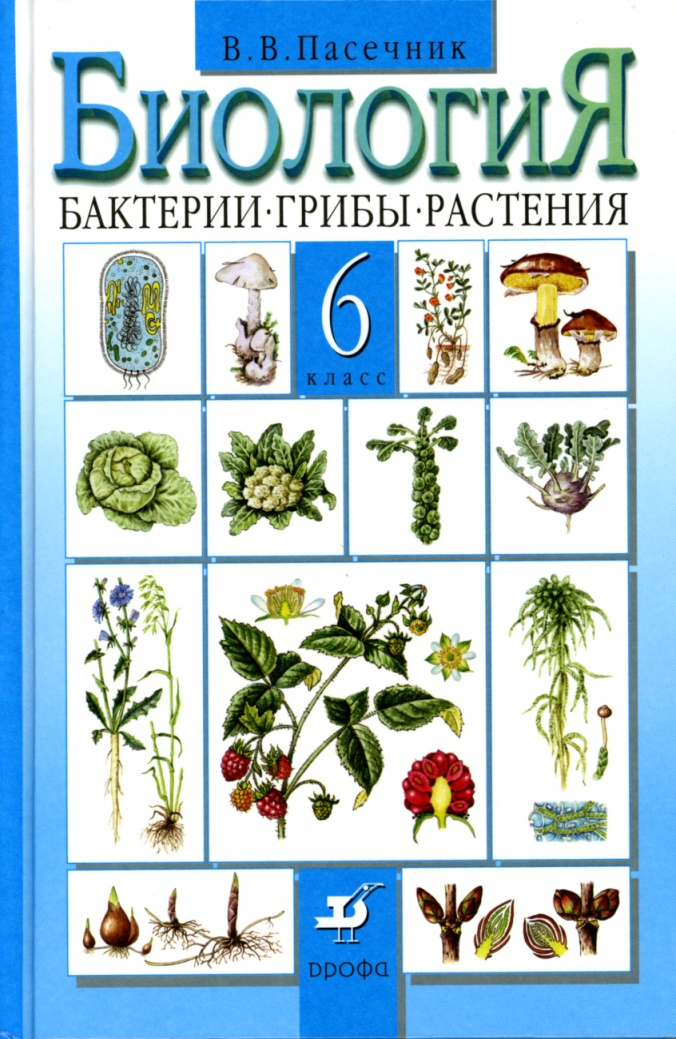 В. В. Пасечник
БИОЛОГИЯ
БАКТЕРИИ·ГРИБЫ·РАСТЕНИЯ
6
класс
дрофа